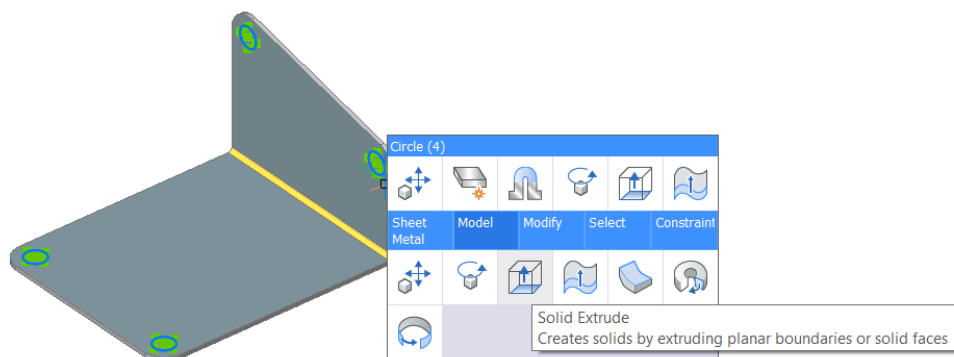 Circle (4)
Sheet Metal Model Modify Select Constraint
Solid Extrude
Creates solids by extruding planar boundaries or solid faces